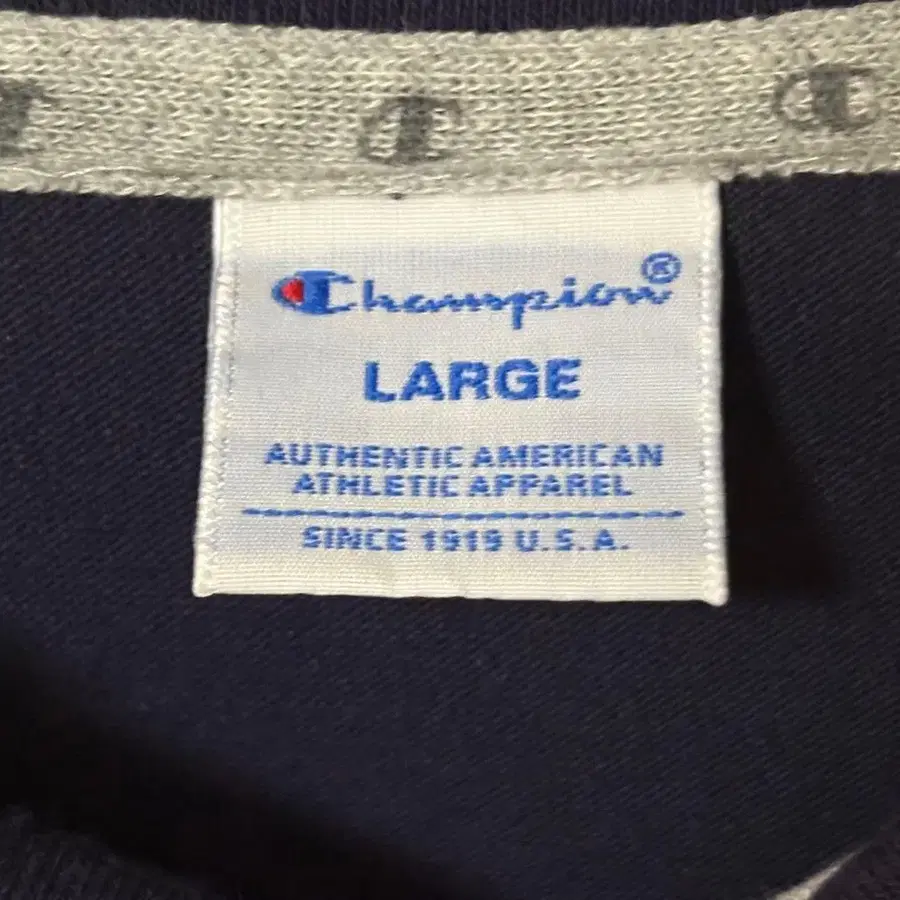 Champion®
LARGE
AUTHENTIC AMERICAN
ATHLETIC APPAREL
SINCE 1919 U.S.A.